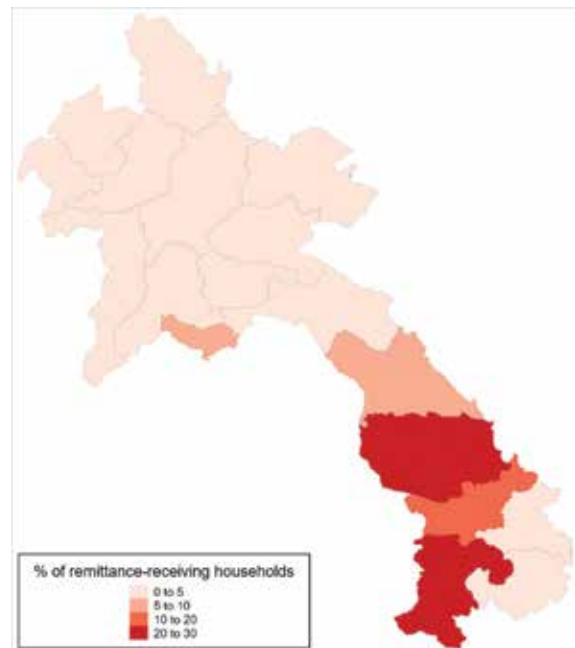 % of remittance-receiving households
0 to 5
5 to 10
10 to 20
20 to 30